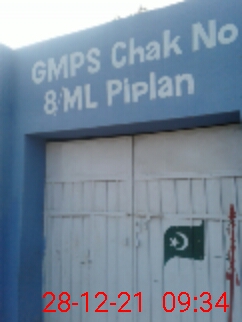 GMPS Chak No
8/ML Piplan
28-12-21 09:34